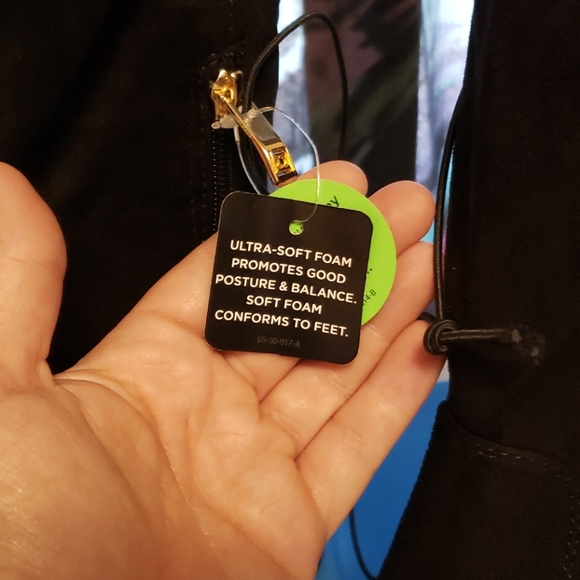 ULTRA-SOFT FOAM
PROMOTES GOOD
POSTURE & BALANCE.
SOFT FOAM
CONFORMS TO FEET.